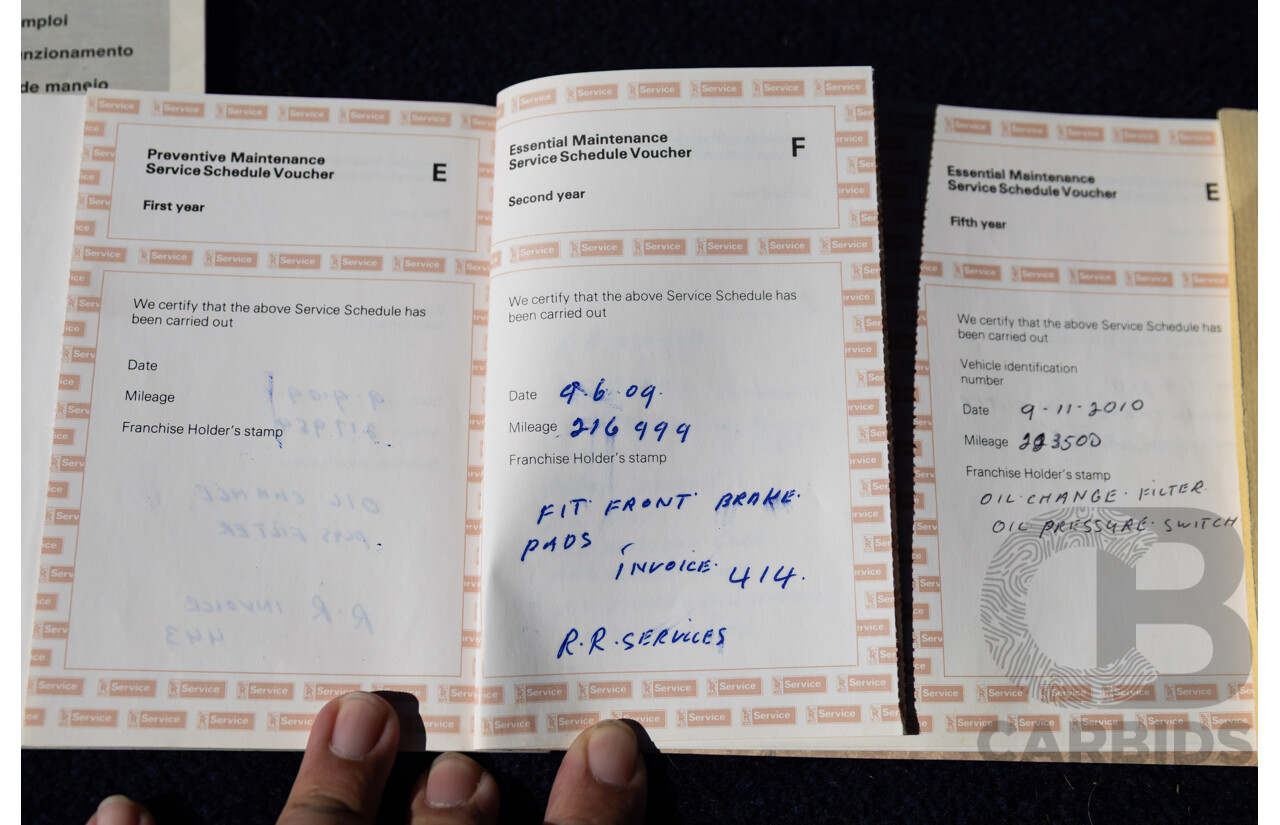 mploi
nzionamento
de manejo
Preventive Maintenance
Service Schedule Voucher
E
First year
We certify that the above Service Schedule has
been carried out
Date
Mileage
Franchise Holder's stamp
Essential Maintenance
Service Schedule Voucher
F
Second year
We certify that the above Service Schedule has
been carried out
Date 9.6.09.
Mileage 216 999
Franchise Holder's stamp
FIT FRONT BRAKE.
PADS
INVOICE. 414.
R.R.SERVICES
Essential Maintenance
Service Schedule Voucher
E
Fifth year
We certify that the above Service Schedule has
been carried out
Vehicle identification
number
Date 9-11-2010
Mileage 223500
Franchise Holder's stamp
OIL.CHANGE.FILTER.
OIL PRESSURE.SWITCH
CB
CARBIDS